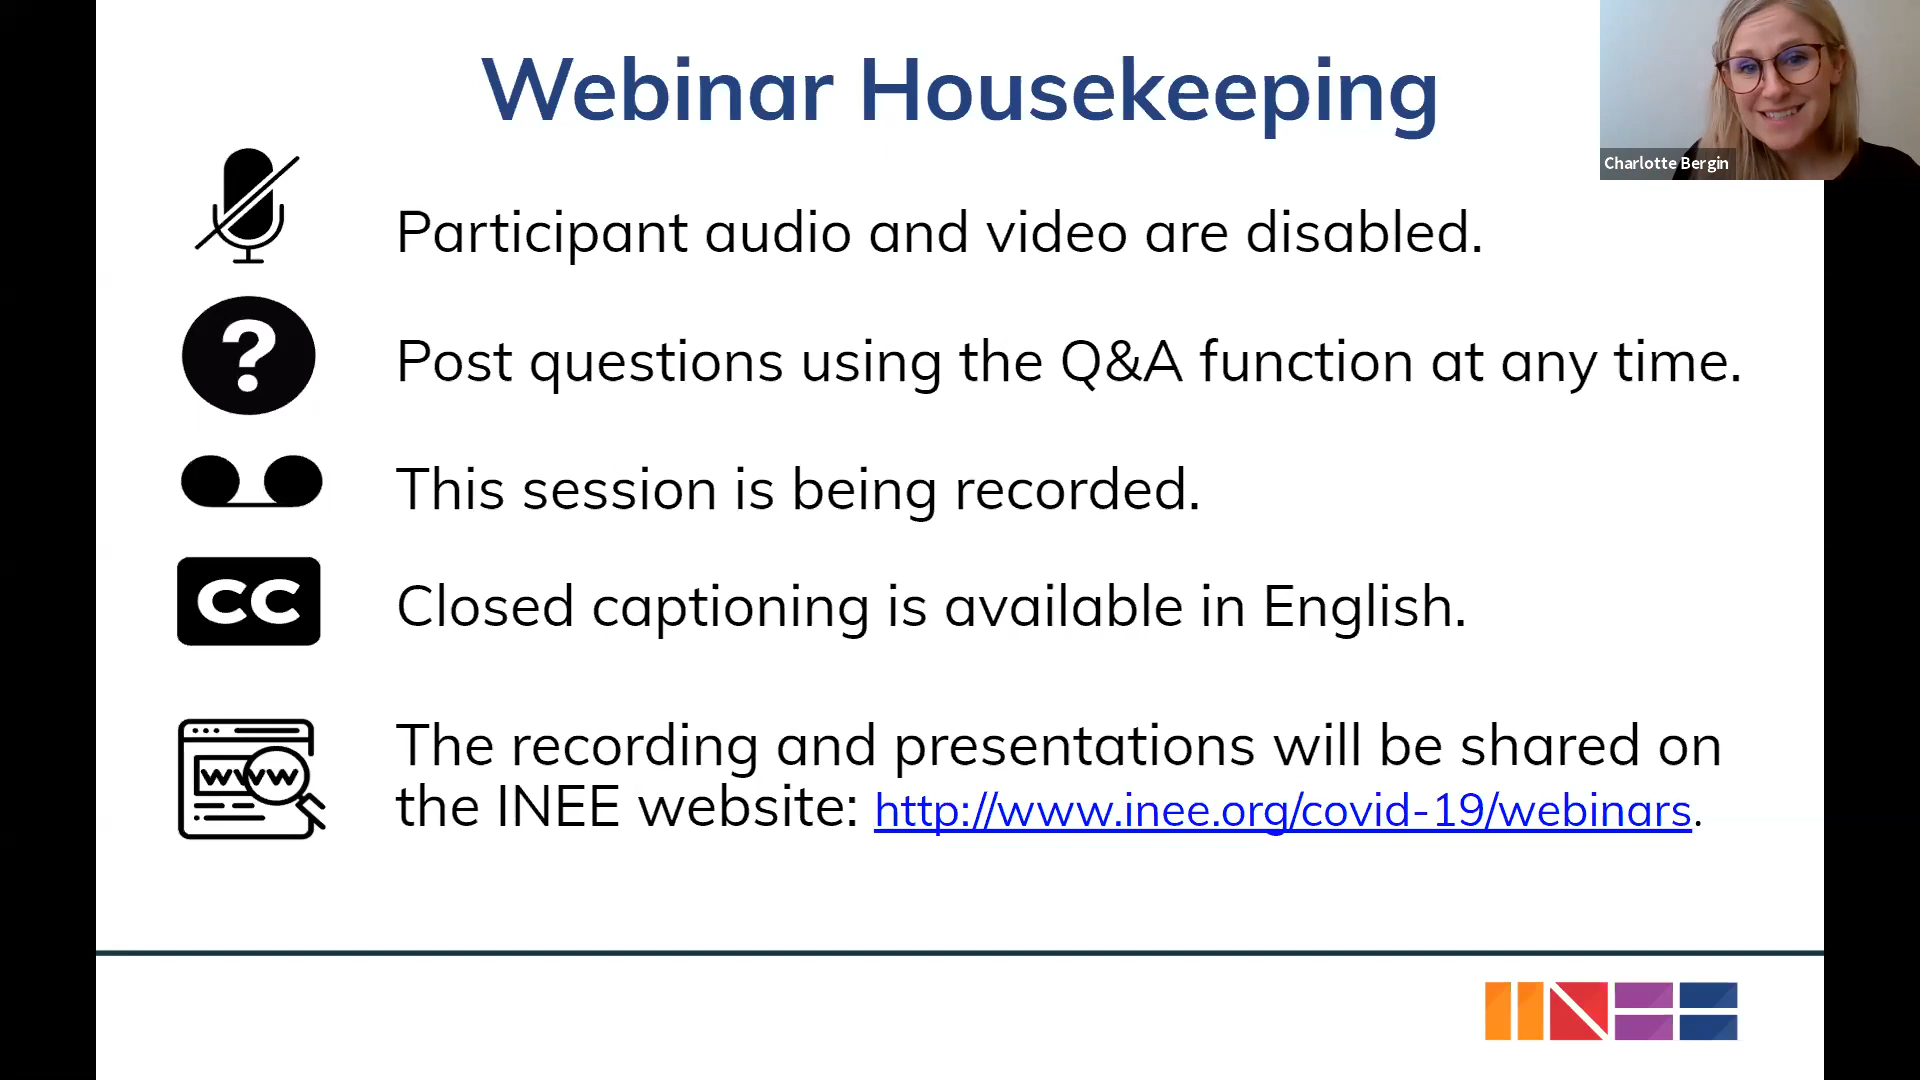 Webinar Housekeeping
Charlotte Bergin
Participant audio and video are disabled.
?
Post questions using the Q&A function at any time.
This session is being recorded.
CC
Closed captioning is available in English.
www
The recording and presentations will be shared on
the INEE website: http://www.inee.org/covid-19/webinars.
INEE